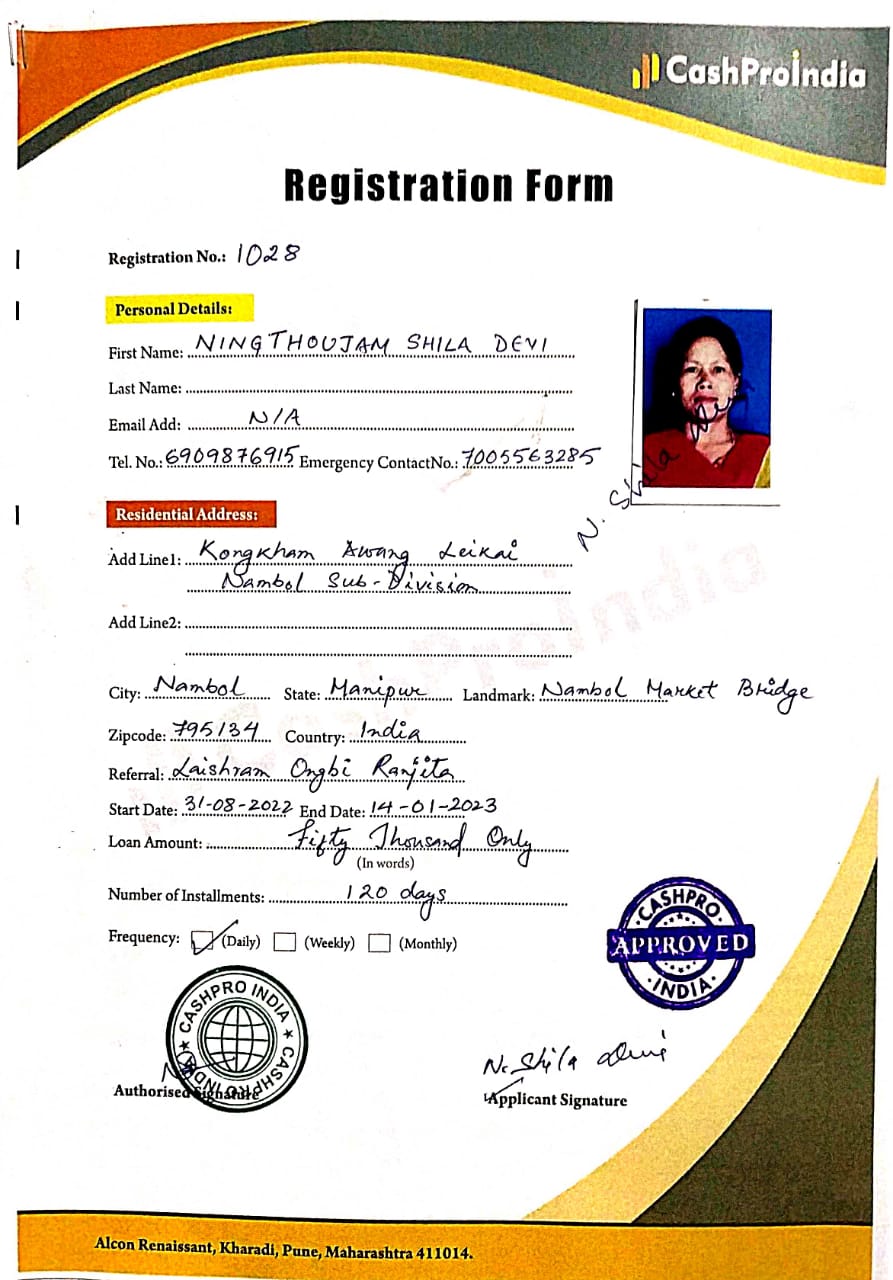 CashProIndia
Registration Form
Registration No.: 1028
Personal Details:
First Name: NINGTHOUJAM SHILA DEVI
Last Name:
Email Add: N/A
Tel. No.: 6909876915 Emergency ContactNo.: 7005563285
N. Shila Devi
Residential Address:
Add Line1: Kongkham Awang Leikai
Nambol Sub-Division
Add Line2:
City: Nambol State: Manipur Landmark: Nambol Market Bridge
Zipcode: 795134 Country: India
Referral: Laishram Ongbi Ranjita
Start Date: 31-08-2022 End Date: 14-01-2023
Loan Amount: Fifty Thousand Only
(In words)
Number of Installments: 120 days
Frequency: (Daily) (Weekly) (Monthly)
CASHPRO
APPROVED
INDIA
CASHPRO INDIA
CASHPRO INDIA
N. Shila Devi
Authorised Signature
Applicant Signature
Alcon Renaissant, Kharadi, Pune, Maharashtra 411014.